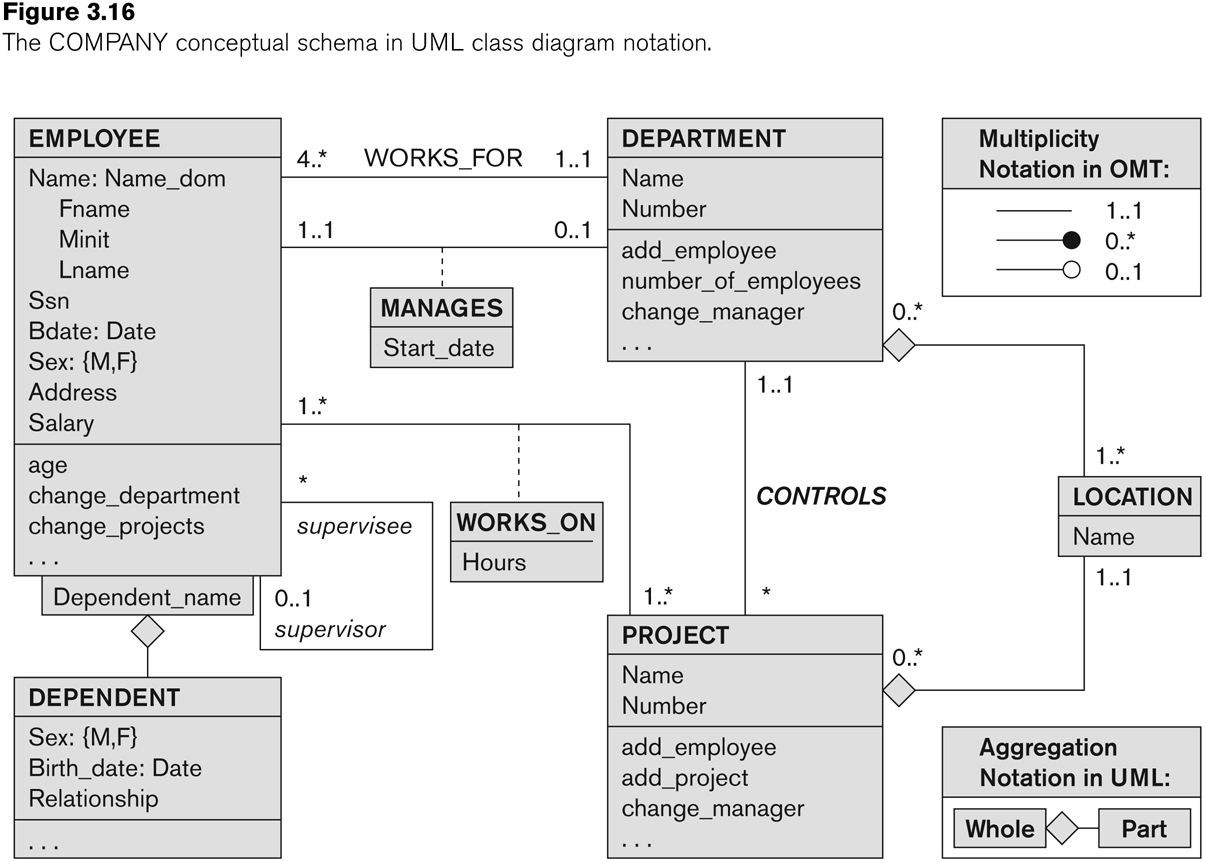 Figure 3.16
The COMPANY conceptual schema in UML class diagram notation.
EMPLOYEE
Name: Name_dom
Fname
Minit
Lname
Ssn
Bdate: Date
Sex: {M,F}
Address
Salary
age
change_department
change_projects
. . .
Dependent_name
DEPENDENT
Sex: {M,F}
Birth_date: Date
Relationship
. . .
4..* WORKS_FOR 1..1
1..1 0..1
MANAGES
Start_date
1..*
*
supervisee
0..1
supervisor
WORKS_ON
Hours
1..*
DEPARTMENT
Name
Number
add_employee
number_of_employees
change_manager
. . .
1..1
CONTROLS
*
PROJECT
Name
Number
add_employee
add_project
change_manager
. . .
Multiplicity
Notation in OMT:
1..1
0..*
0..1
0..*
1..*
LOCATION
Name
1..1
0..*
Aggregation
Notation in UML:
Whole Part